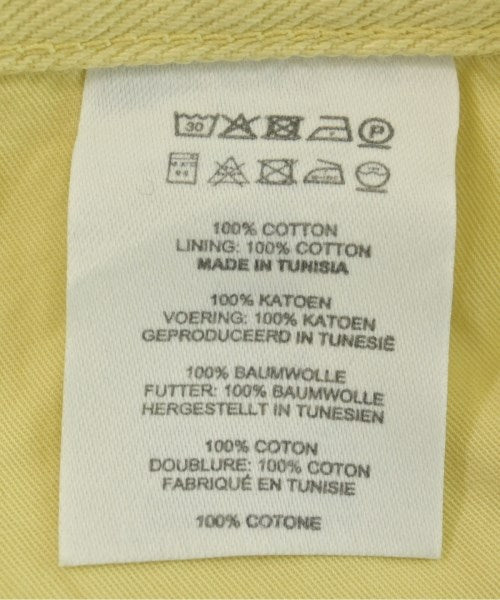 30 P
100% COTTON
LINING: 100% COTTON
MADE IN TUNISIA
100% KATOEN
VOERING: 100% KATOEN
GEPRODUCEERD IN TUNESIË
100% BAUMWOLLE
FUTTER: 100% BAUMWOLLE
HERGESTELLT IN TUNESIEN
100% COTON
DOUBLURE: 100% COTON
FABRIQUÉ EN TUNISIE
100% COTONE